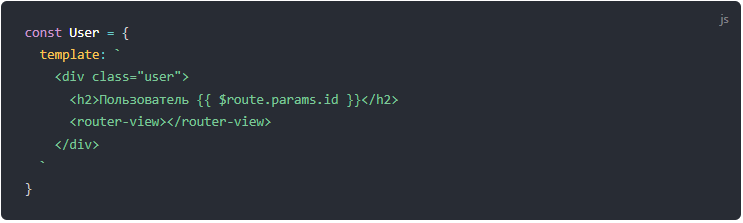 js
const User = {
  template: `
    <div class="user">
      <h2>Пользователь {{ $route.params.id }}</h2>
      <router-view></router-view>
    </div>
  `
}